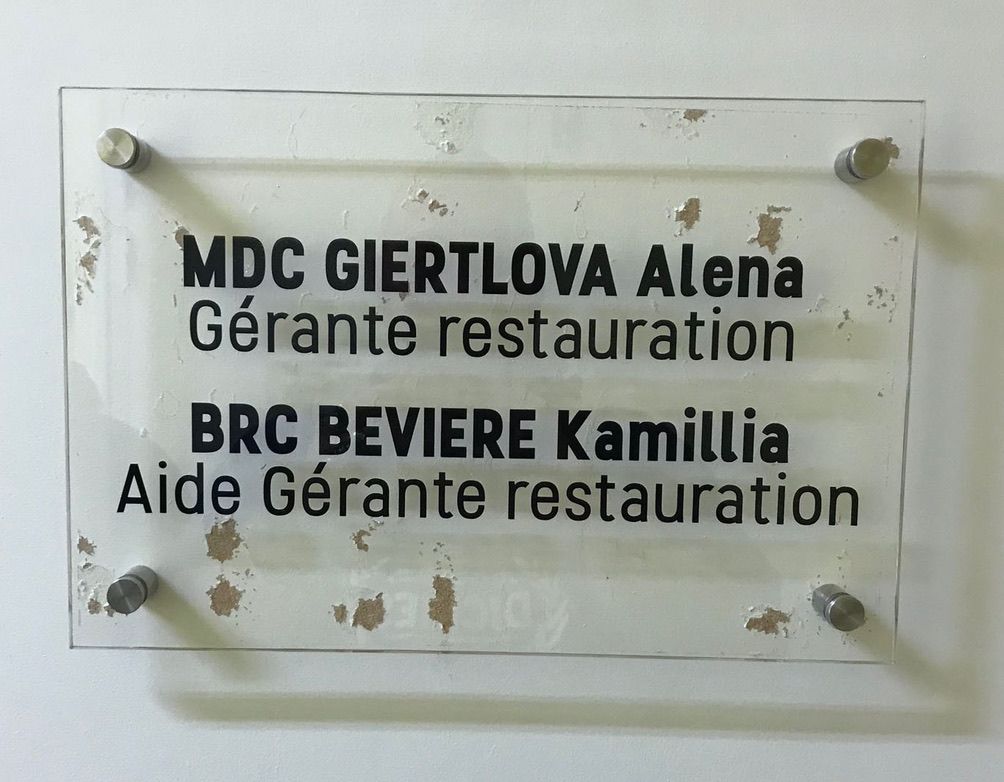 MDC GIERTLOVA Alena
Gérante restauration
BRC BEVIERE Kamillia
Aide Gérante restauration